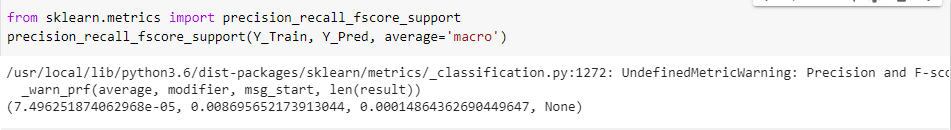 from sklearn.metrics import precision_recall_fscore_support
precision_recall_fscore_support(Y_Train, Y_Pred, average='macro')
/usr/local/lib/python3.6/dist-packages/sklearn/metrics/_classification.py:1272: UndefinedMetricWarning: Precision and F-sco
_warn_prf(average, modifier, msg_start, len(result))
(7.496251874062968e-05, 0.008695652173913044, 0.00014864362690449647, None)